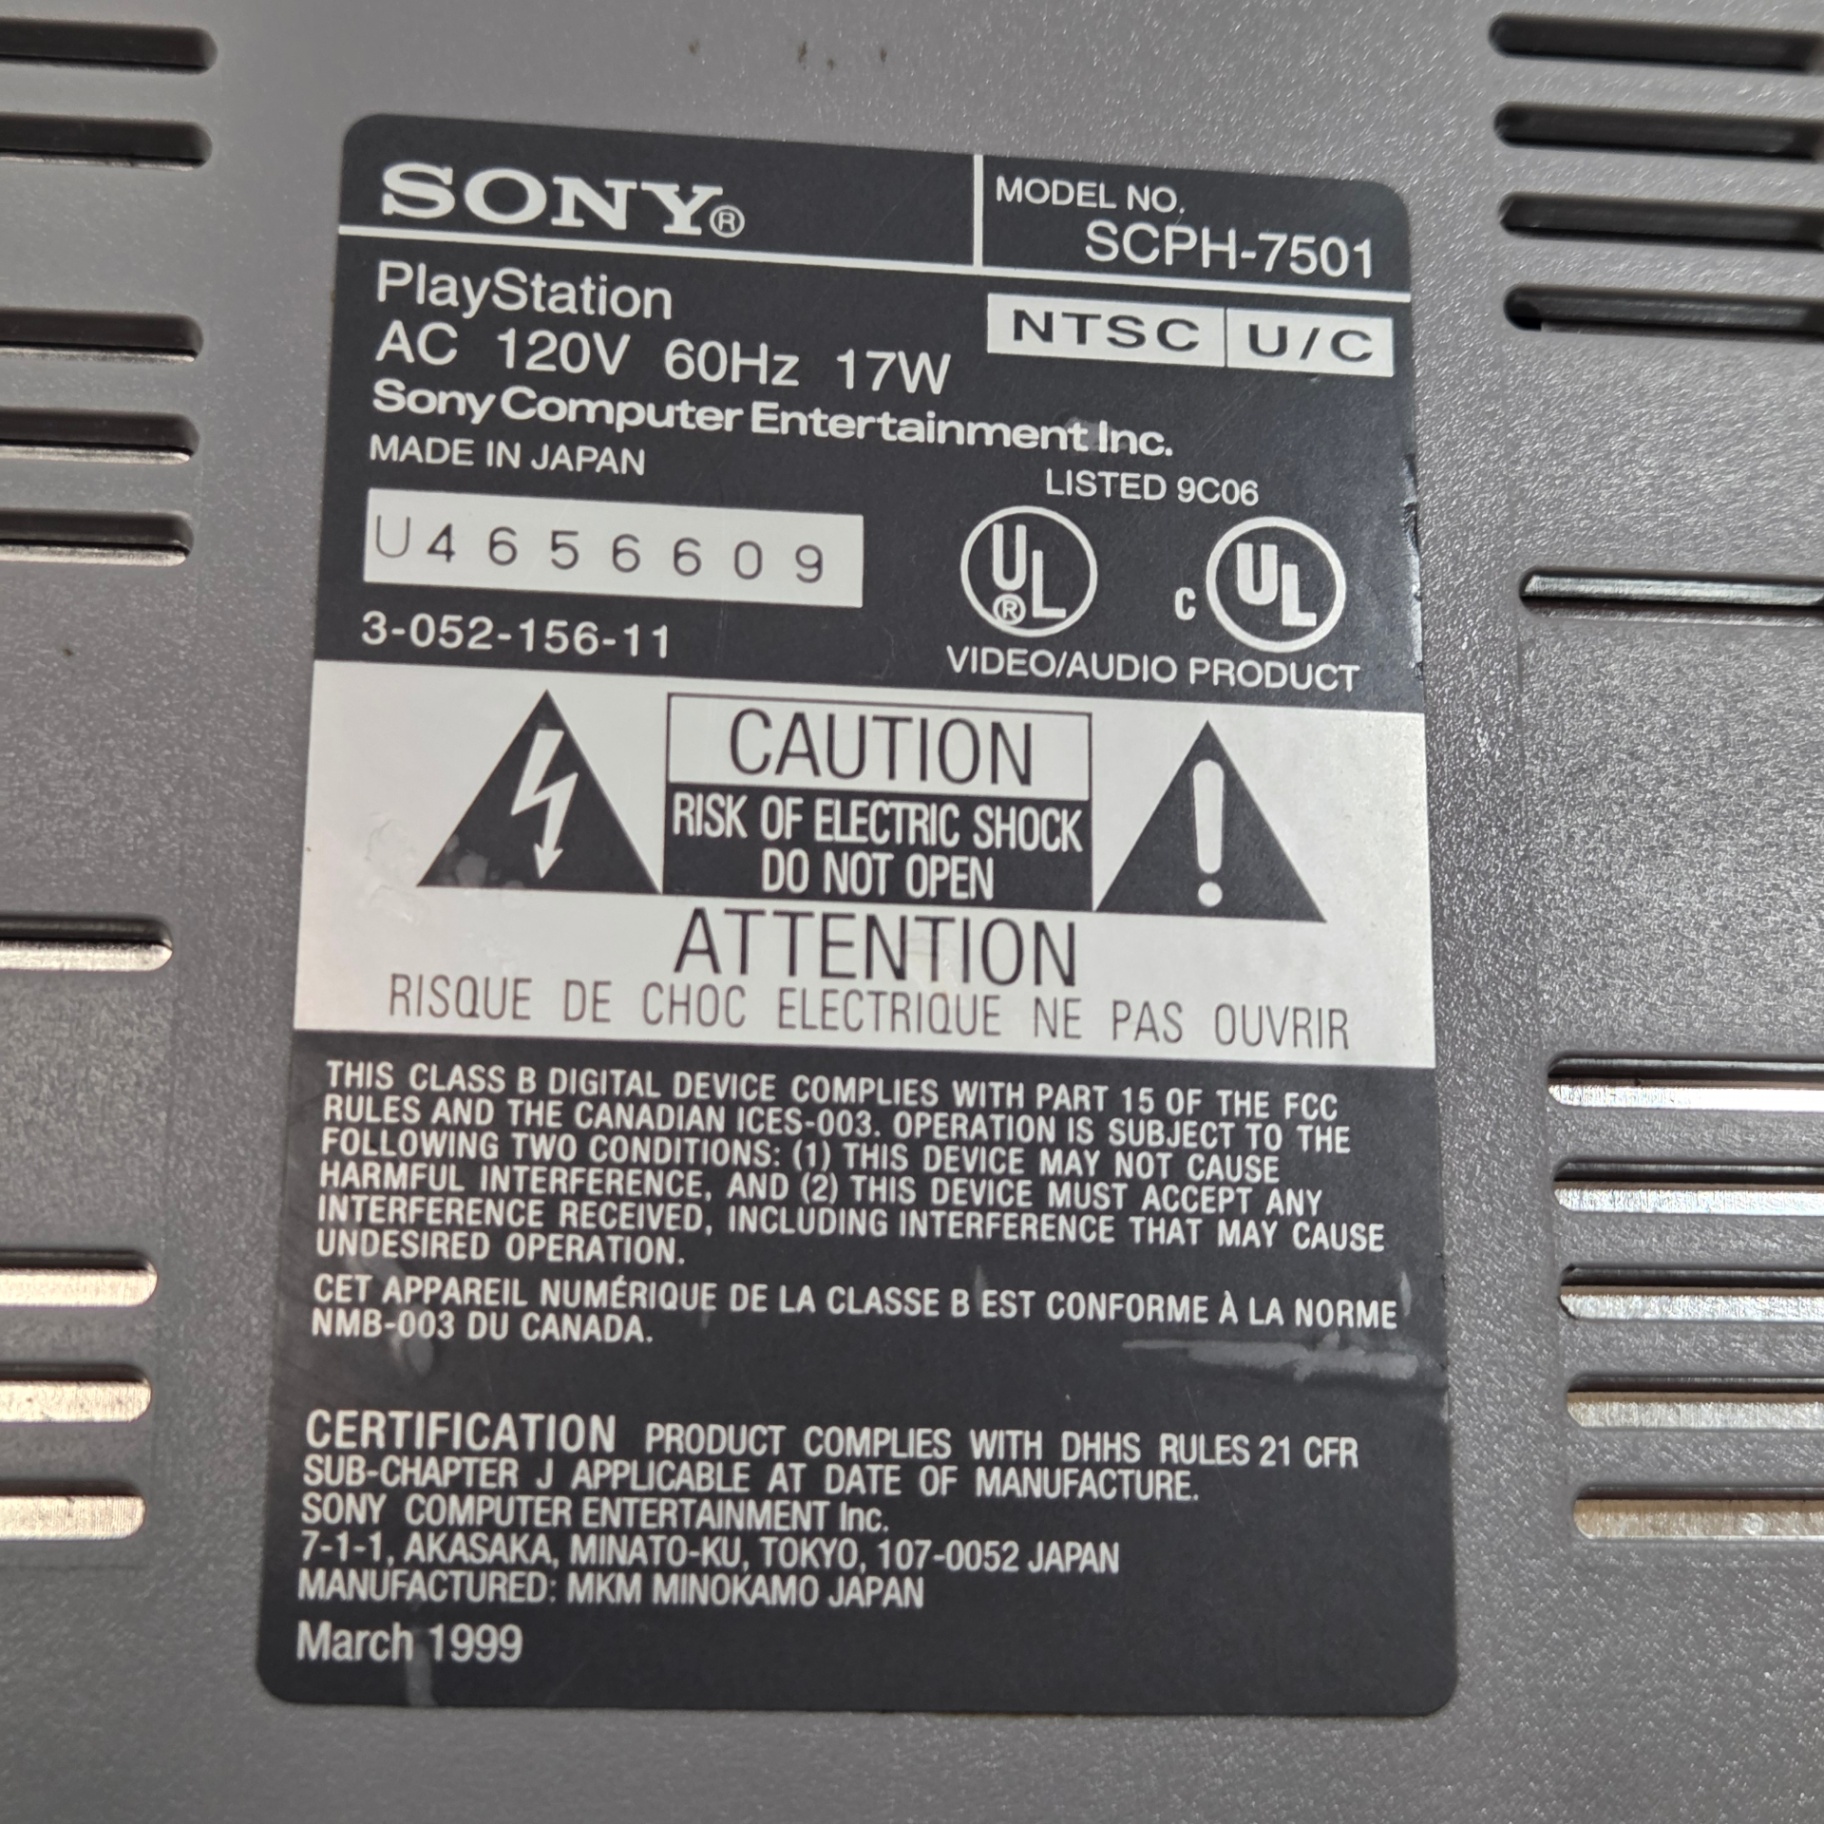 SONY®
MODEL NO.
SCPH-7501
PlayStation
NTSC U/C
AC 120V 60Hz 17W
Sony Computer Entertainment Inc.
MADE IN JAPAN
LISTED 9C06
U4656609
UL®
C UL
3-052-156-11
VIDEO/AUDIO PRODUCT
CAUTION
RISK OF ELECTRIC SHOCK
DO NOT OPEN
ATTENTION
RISQUE DE CHOC ELECTRIQUE NE PAS OUVRIR
THIS CLASS B DIGITAL DEVICE COMPLIES WITH PART 15 OF THE FCC
RULES AND THE CANADIAN ICES-003. OPERATION IS SUBJECT TO THE
FOLLOWING TWO CONDITIONS: (1) THIS DEVICE MAY NOT CAUSE
HARMFUL INTERFERENCE, AND (2) THIS DEVICE MUST ACCEPT ANY
INTERFERENCE RECEIVED, INCLUDING INTERFERENCE THAT MAY CAUSE
UNDESIRED OPERATION.
CET APPAREIL NUMÉRIQUE DE LA CLASSE B EST CONFORME À LA NORME
NMB-003 DU CANADA.
CERTIFICATION PRODUCT COMPLIES WITH DHHS RULES 21 CFR
SUB-CHAPTER J APPLICABLE AT DATE OF MANUFACTURE.
SONY COMPUTER ENTERTAINMENT Inc.
7-1-1, AKASAKA, MINATO-KU, TOKYO, 107-0052 JAPAN
MANUFACTURED: MKM MINOKAMO JAPAN
March 1999